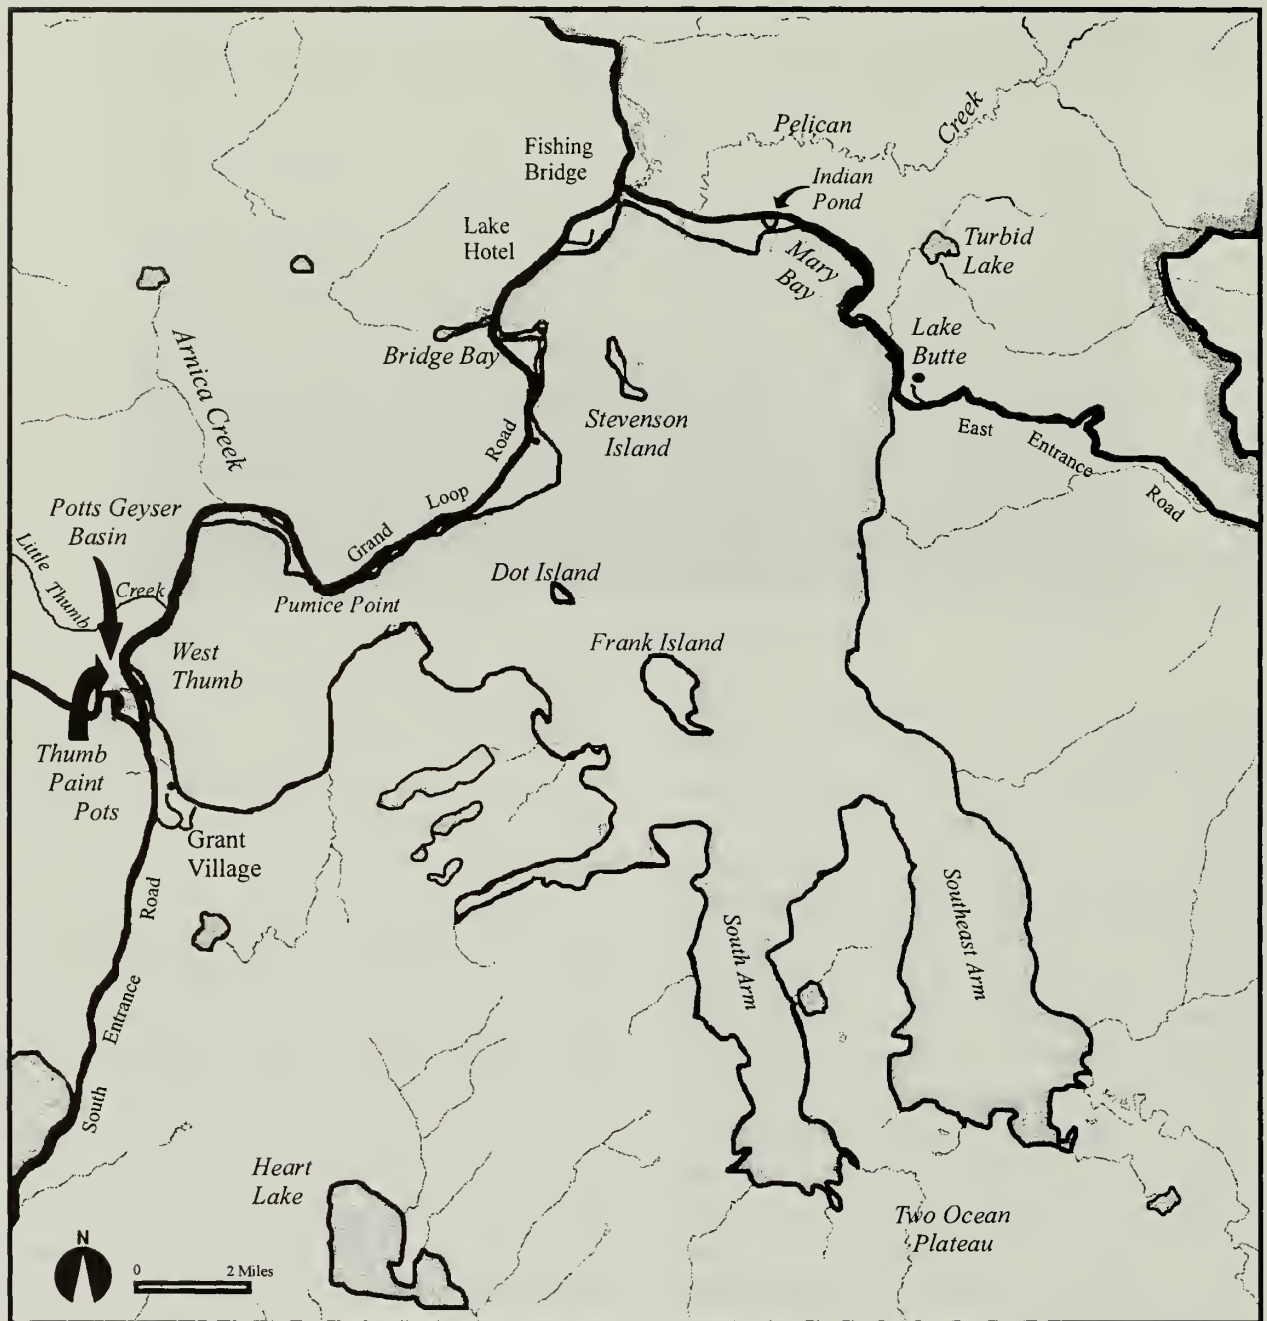 Pelican
Creek
Fishing
Bridge
Indian
Pond
Lake
Hotel
Turbid
Lake
Mary
Bay
Arnica Creek
Bridge Bay
Lake
Butte
Stevenson
Island
East Entrance Road
Grand Loop Road
Potts Geyser
Basin
Little Thumb Creek
Dot Island
Pumice Point
West
Thumb
Frank Island
Thumb
Paint
Pots
Grant
Village
South Entrance Road
South Arm
Southeast Arm
Heart
Lake
Two Ocean
Plateau
N
0 2 Miles